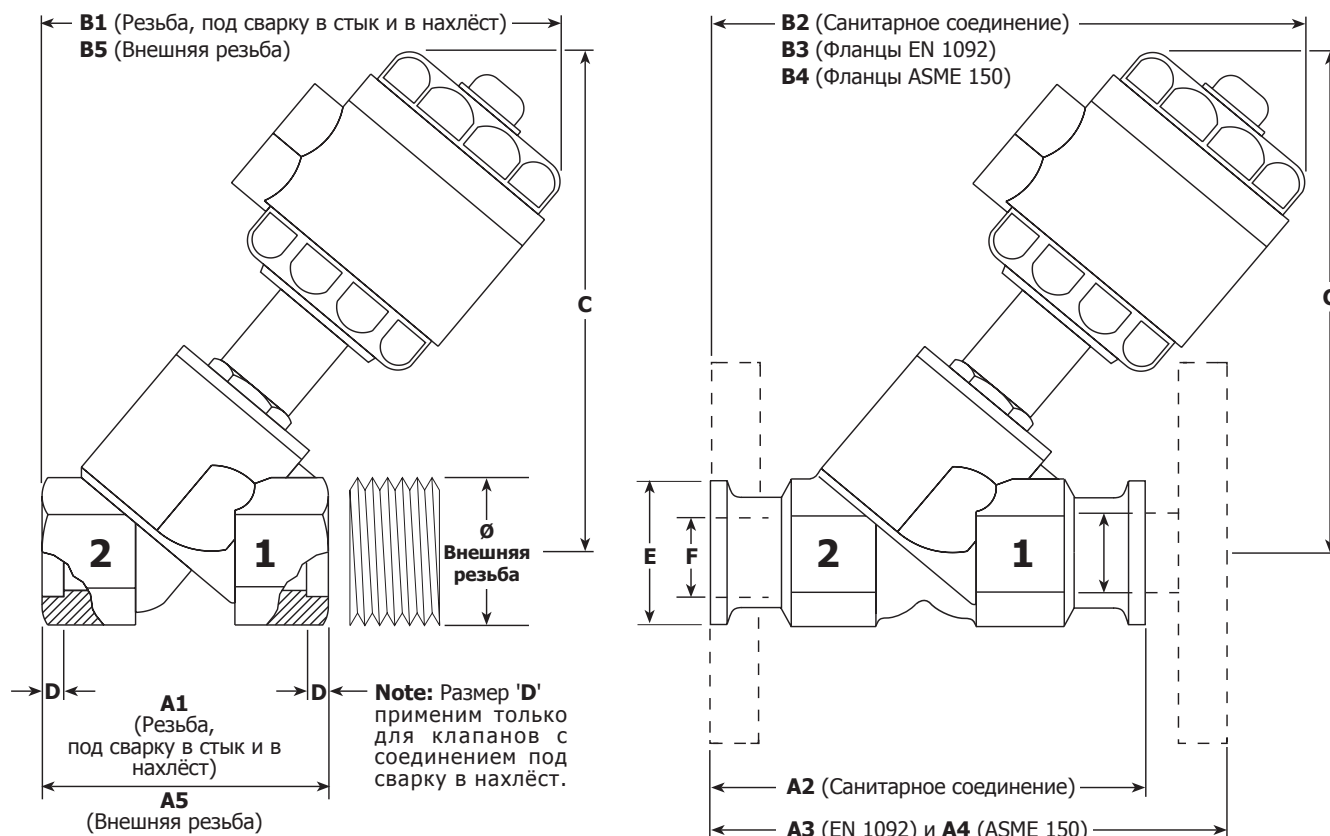 B1 (Резьба, под сварку в стык и в нахлёст)
B5 (Внешняя резьба)
C
2
1
Ø
Внешняя
резьба
D
D
A1
(Резьба,
под сварку в стык и в
нахлёст)
A5
(Внешняя резьба)
Note: Размер 'D'
применим только
для клапанов с
соединением под
сварку в нахлёст.
B2 (Санитарное соединение)
B3 (Фланцы EN 1092)
B4 (Фланцы ASME 150)
C
E
F
2
1
A2 (Санитарное соединение)
A3 (EN 1092) и A4 (ASME 150)